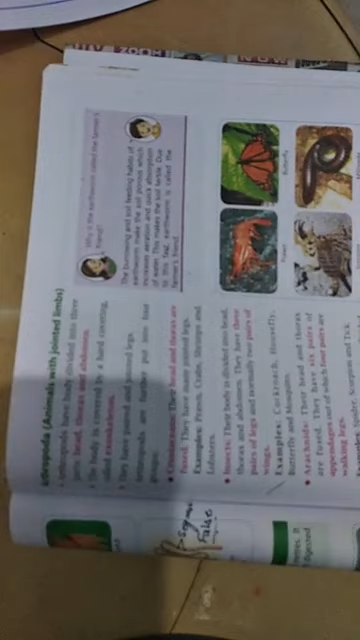 Arthropoda (Animals with jointed limbs)
Arthropods have body divided into three
parts head, thorax and abdomen.
The body is covered by a hard covering,
called exoskeleton.
They have paired and jointed legs.
Arthropods are further put into four
groups.
• Crustaceans: Their head and thorax are
fused. They have many jointed legs.
Examples: Prawn, Crabs, Shrimps and
Lobsters.
• Insects: Their body is divided into head,
thorax and abdomen. They have three
pairs of legs and normally two pairs of
wings.
Examples: Cockroach, Housefly,
Butterfly and Mosquito.
• Arachnids: Their head and thorax
are fused. They have six pairs of
appendages out of which four pairs are
walking legs.
Spider, Scorpion and Tick.
Why is the earthworm called the farmer's
friend?
The burrowing and soil feeding habits of
earthworm make the soil porous which
increases aeration and quick absorption
of water. This makes the soil fertile. Due
to this fact, earthworm is called the
farmer's friend.
Prawn
Butterfly
False